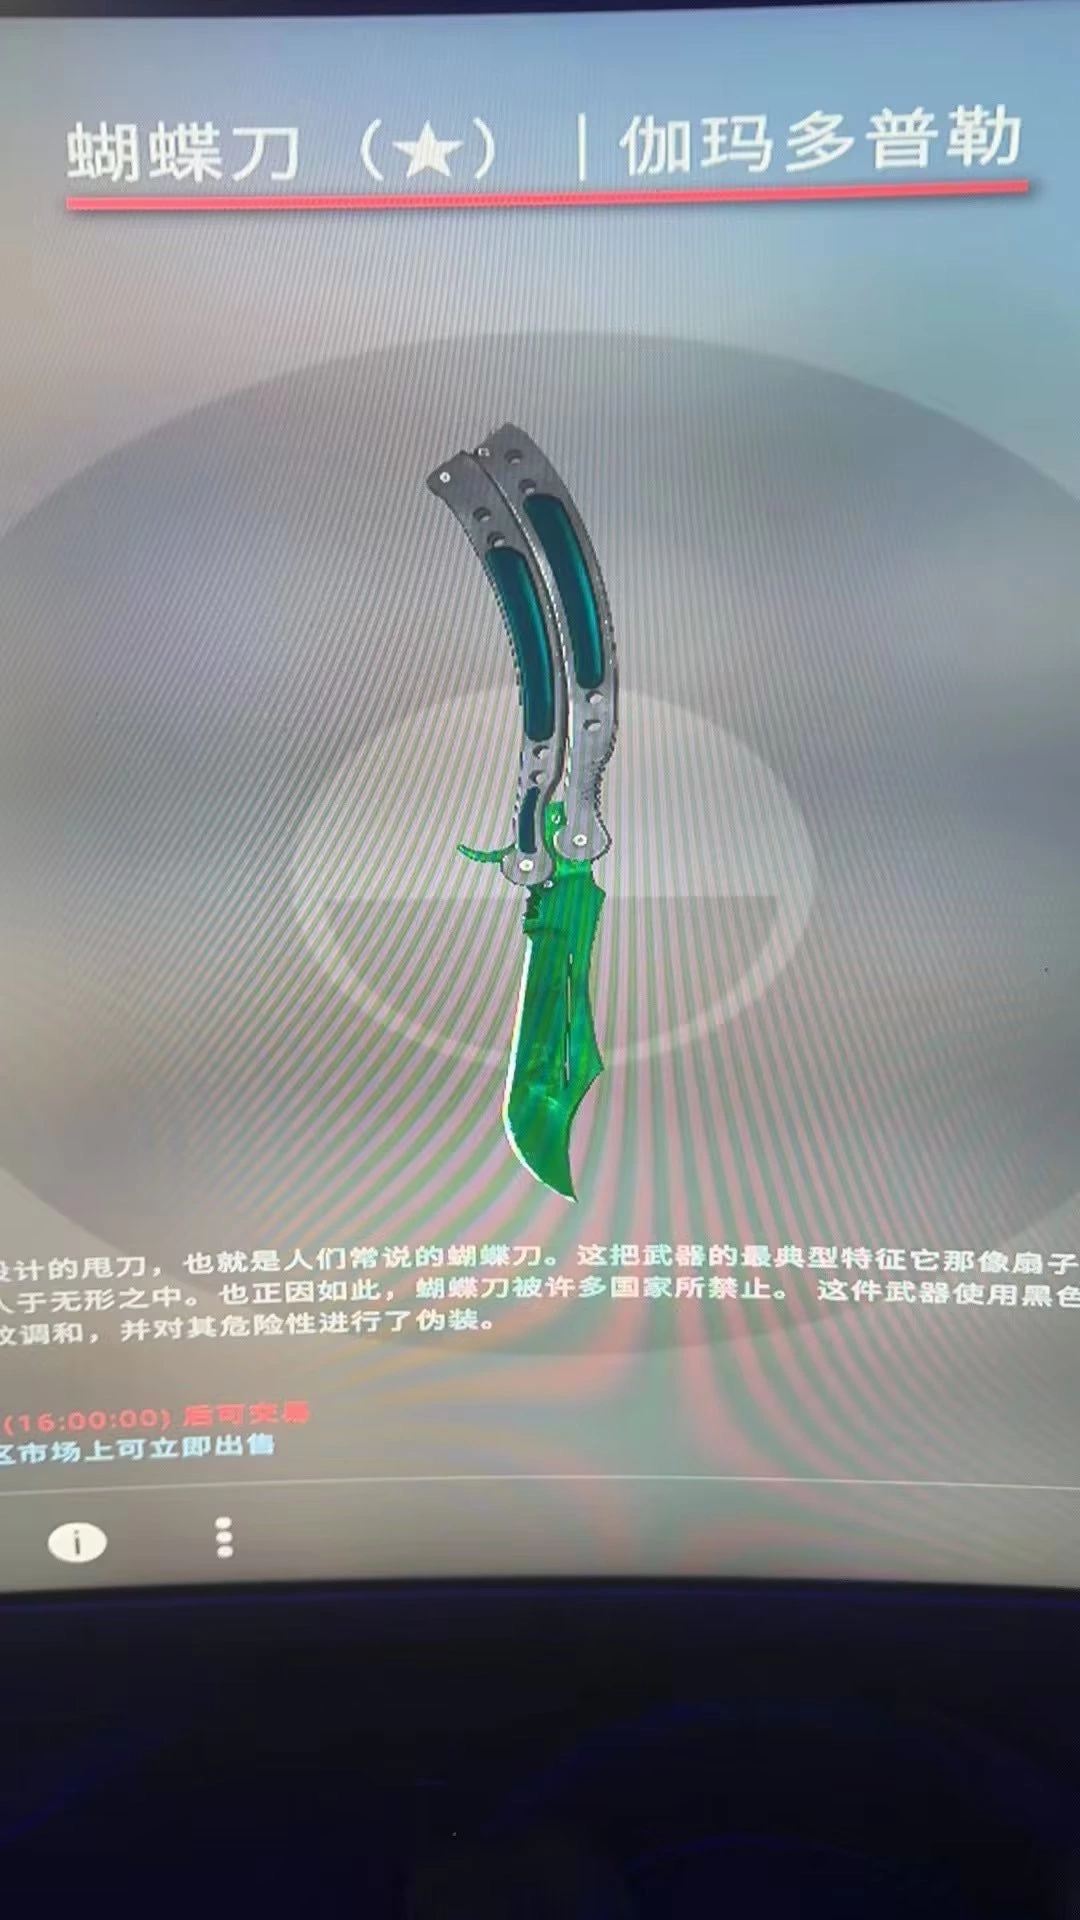 蝴蝶刀（★）｜伽玛多普勒
设计的甩刀，也就是人们常说的蝴蝶刀。这把武器的最典型特征它那像扇子
人于无形之中。也正因如此，蝴蝶刀被许多国家所禁止。 这件武器使用黑色
纹调和，并对其危险性进行了伪装。
(16:00:00) 后可交易
区市场上可立即出售
i